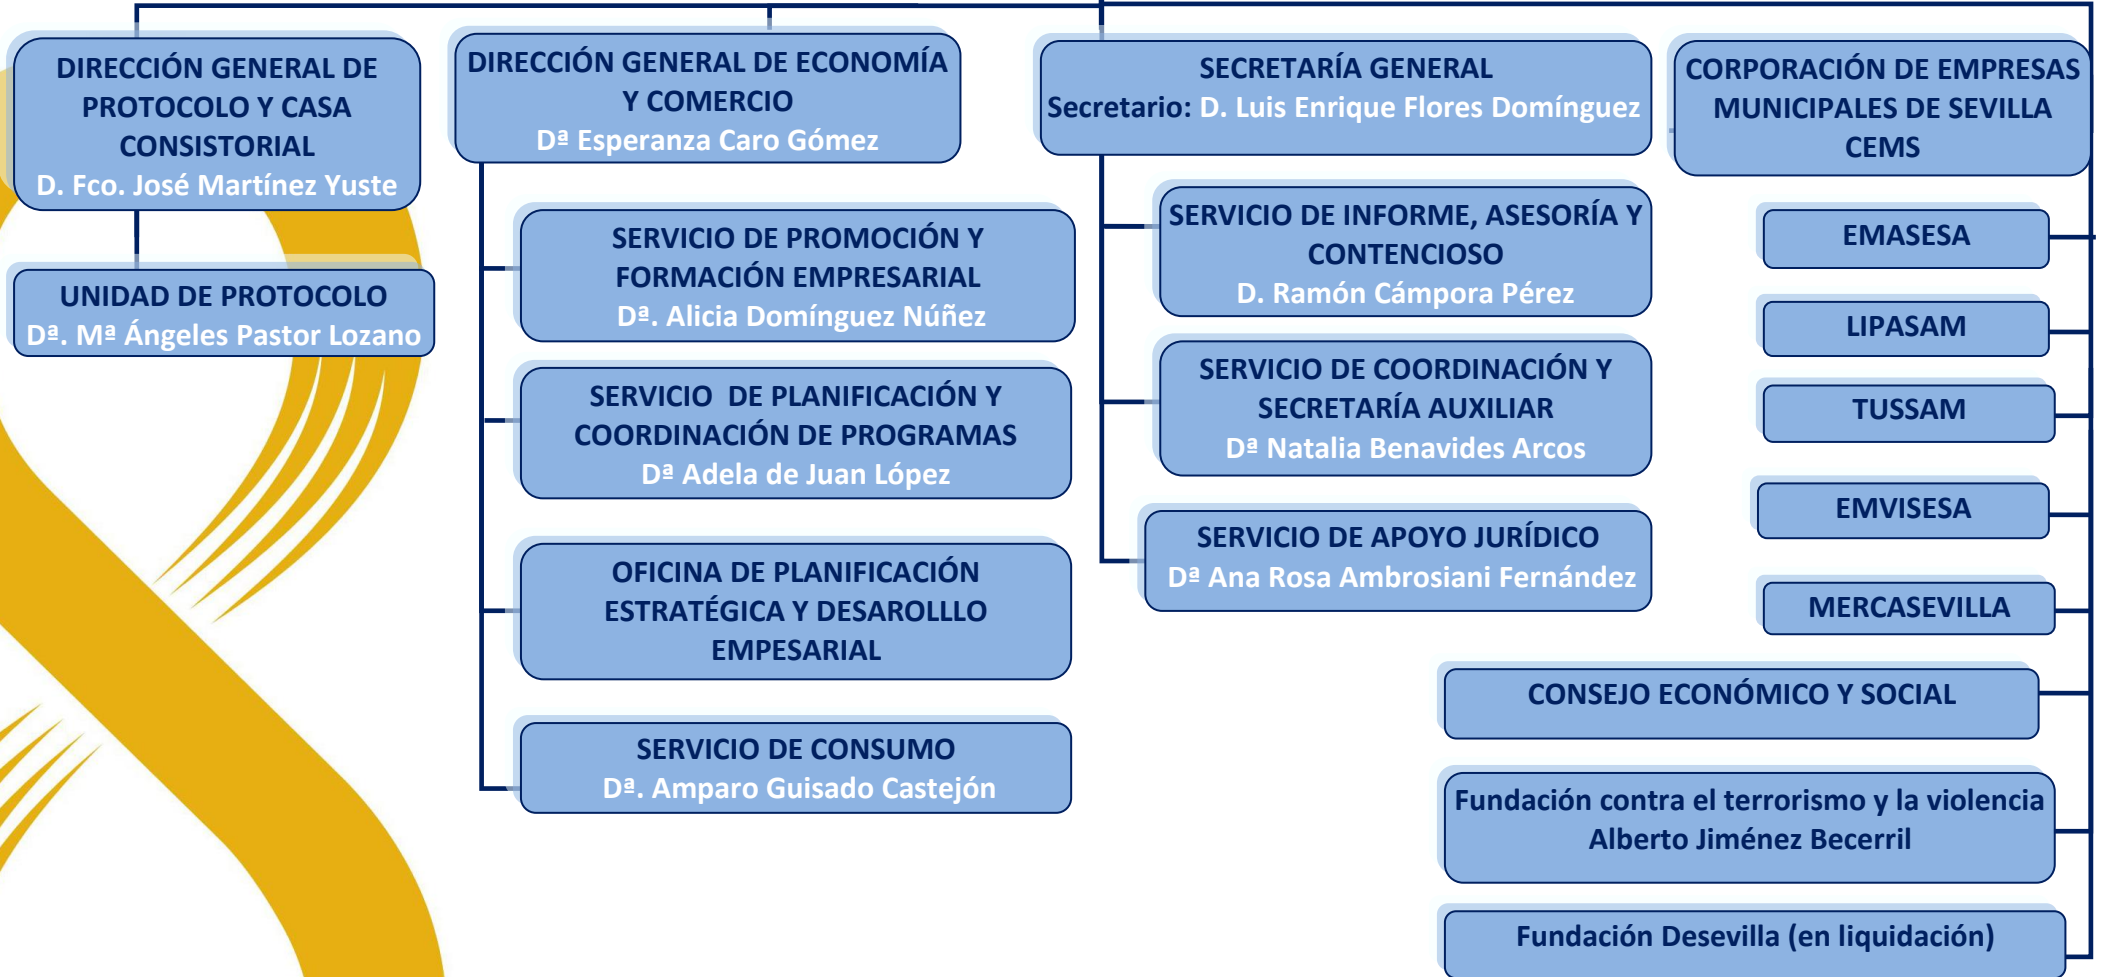 DIRECCIÓN GENERAL DE
PROTOCOLO Y CASA
CONSISTORIAL
D. Fco. José Martínez Yuste
UNIDAD DE PROTOCOLO
Dª. Mª Ángeles Pastor Lozano
DIRECCIÓN GENERAL DE ECONOMÍA
Y COMERCIO
Dª Esperanza Caro Gómez
SERVICIO DE PROMOCIÓN Y
FORMACIÓN EMPRESARIAL
Dª. Alicia Domínguez Núñez
SERVICIO DE PLANIFICACIÓN Y
COORDINACIÓN DE PROGRAMAS
Dª Adela de Juan López
OFICINA DE PLANIFICACIÓN
ESTRATÉGICA Y DESAROLLLO
EMPESARIAL
SERVICIO DE CONSUMO
Dª. Amparo Guisado Castejón
SECRETARÍA GENERAL
Secretario: D. Luis Enrique Flores Domínguez
SERVICIO DE INFORME, ASESORÍA Y
CONTENCIOSO
D. Ramón Cámpora Pérez
SERVICIO DE COORDINACIÓN Y
SECRETARÍA AUXILIAR
Dª Natalia Benavides Arcos
SERVICIO DE APOYO JURÍDICO
Dª Ana Rosa Ambrosiani Fernández
CORPORACIÓN DE EMPRESAS
MUNICIPALES DE SEVILLA
CEMS
EMASESA
LIPASAM
TUSSAM
EMVISESA
MERCASEVILLA
CONSEJO ECONÓMICO Y SOCIAL
Fundación contra el terrorismo y la violencia
Alberto Jiménez Becerril
Fundación Desevilla (en liquidación)